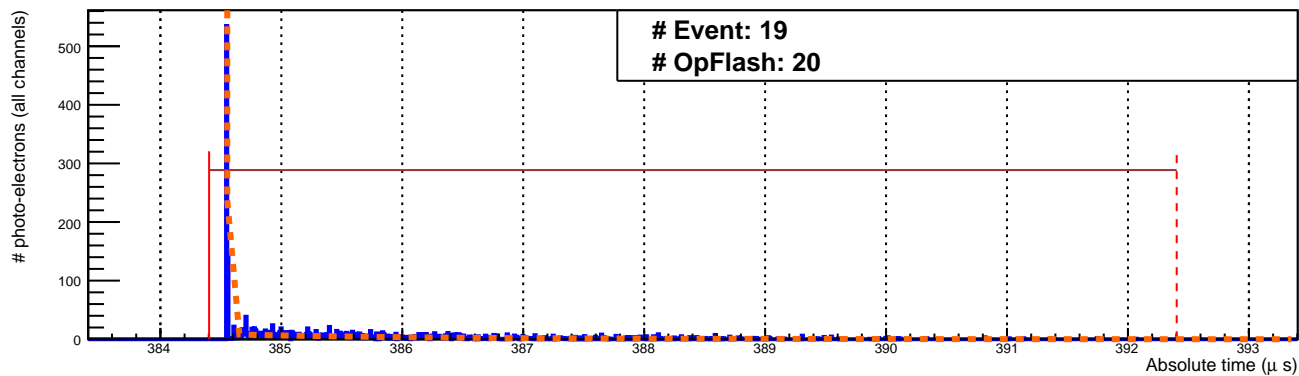 # Event: 19
# OpFlash: 20
# photo-electrons (all channels)
500
400
300
200
100
0
384 385 386 387 388 389 390 391 392 393
Absolute time (μ s)